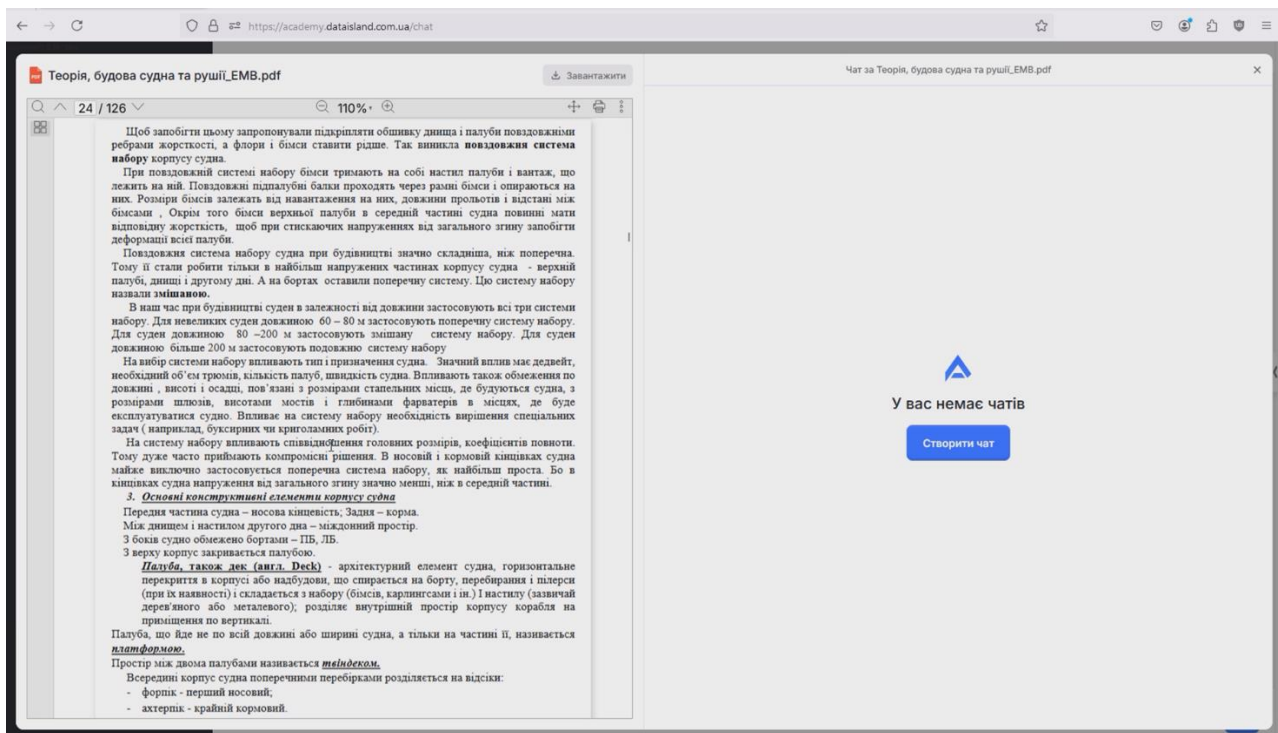 https://academy.dataisland.com.ua/chat
Теорія, будова судна та рушії_ЕМВ.pdf
Завантажити
Чат за Теорія, будова судна та рушії_ЕМВ.pdf
24 / 126
110%
Щоб запобігти цьому запропонували підкріпляти обшивку днища і палуби повздовжніми
ребрами жорсткості, а флори і бімси ставити рідше. Так виникла повздовжня система
набору корпусу судна.
При повздовжній системі набору бімси тримають на собі настил палуби і вантаж, що
лежить на ній. Повздовжні підпалубні балки проходять через рамні бімси і опираються на
них. Розміри бімсів залежать від навантаження на них, довжини прольотів і відстані між
бімсами , Окрім того бімси верхньої палуби в середній частині судна повинні мати
відповідну жорсткість, щоб при стискаючих напруженнях від загального згину запобігти
деформації всієї палуби.
Повздовжня система набору судна при будівництві значно складніша, ніж поперечна.
Тому її стали робити тільки в найбільш напружених частинах корпусу судна - верхній
палубі, днищі і другому дні. А на бортах оставили поперечну систему. Цю систему набору
назвали змішаною.
В наш час при будівництві суден в залежності від довжини застосовують всі три системи
набору. Для невеликих суден довжиною 60 – 80 м застосовують поперечну систему набору.
Для суден довжиною 80 –200 м застосовують змішану систему набору. Для суден
довжиною більше 200 м застосовують подовжню систему набору
На вибір системи набору впливають тип і призначення судна. Значний вплив має дедвейт,
необхідний об'єм трюмів, кількість палуб, швидкість судна. Впливають також обмеження по
довжині , висоті і осадці, пов'язані з розмірами стапельних місць, де будуються судна, з
розмірами шлюзів, висотами мостів і глибинами фарватерів в місцях, де буде
експлуатуватися судно. Впливає на систему набору необхідність вирішення спеціальних
задач ( наприклад, буксирних чи криголамних робіт).
На систему набору впливають співвідношення головних розмірів, коефіцієнтів повноти.
Тому дуже часто приймають компромісні рішення. В носовій і кормовій кінцівках судна
майже виключно застосовується поперечна система набору, як найбільш проста. Бо в
кінцівках судна напруження від загального згину значно менші, ніж в середній частині.
3. Основні конструктивні елементи корпусу судна
Передня частина судна – носова кінцевість; Задня – корма.
Між днищем і настилом другого дна – міждонний простір.
З боків судно обмежено бортами – ПБ, ЛБ.
З верху корпус закривається палубою.
Палуба, також дек (англ. Deck) - архітектурний елемент судна, горизонтальне
перекриття в корпусі або надбудови, що спирається на борту, перебирання і пілерси
(при їх наявності) і складається з набору (бімсів, карлингсами і ін.) І настилу (зазвичай
дерев'яного або металевого); розділяє внутрішній простір корпусу корабля на
приміщення по вертикалі.
Палуба, що йде не по всій довжині або ширині судна, а тільки на частині її, називається
платформою.
Простір між двома палубами називається твіндеком.
Всередині корпус судна поперечними перебірками розділяється на відсіки:
- форпік - перший носовий;
- ахтерпік - крайній кормовий.
У вас немає чатів
Створити чат